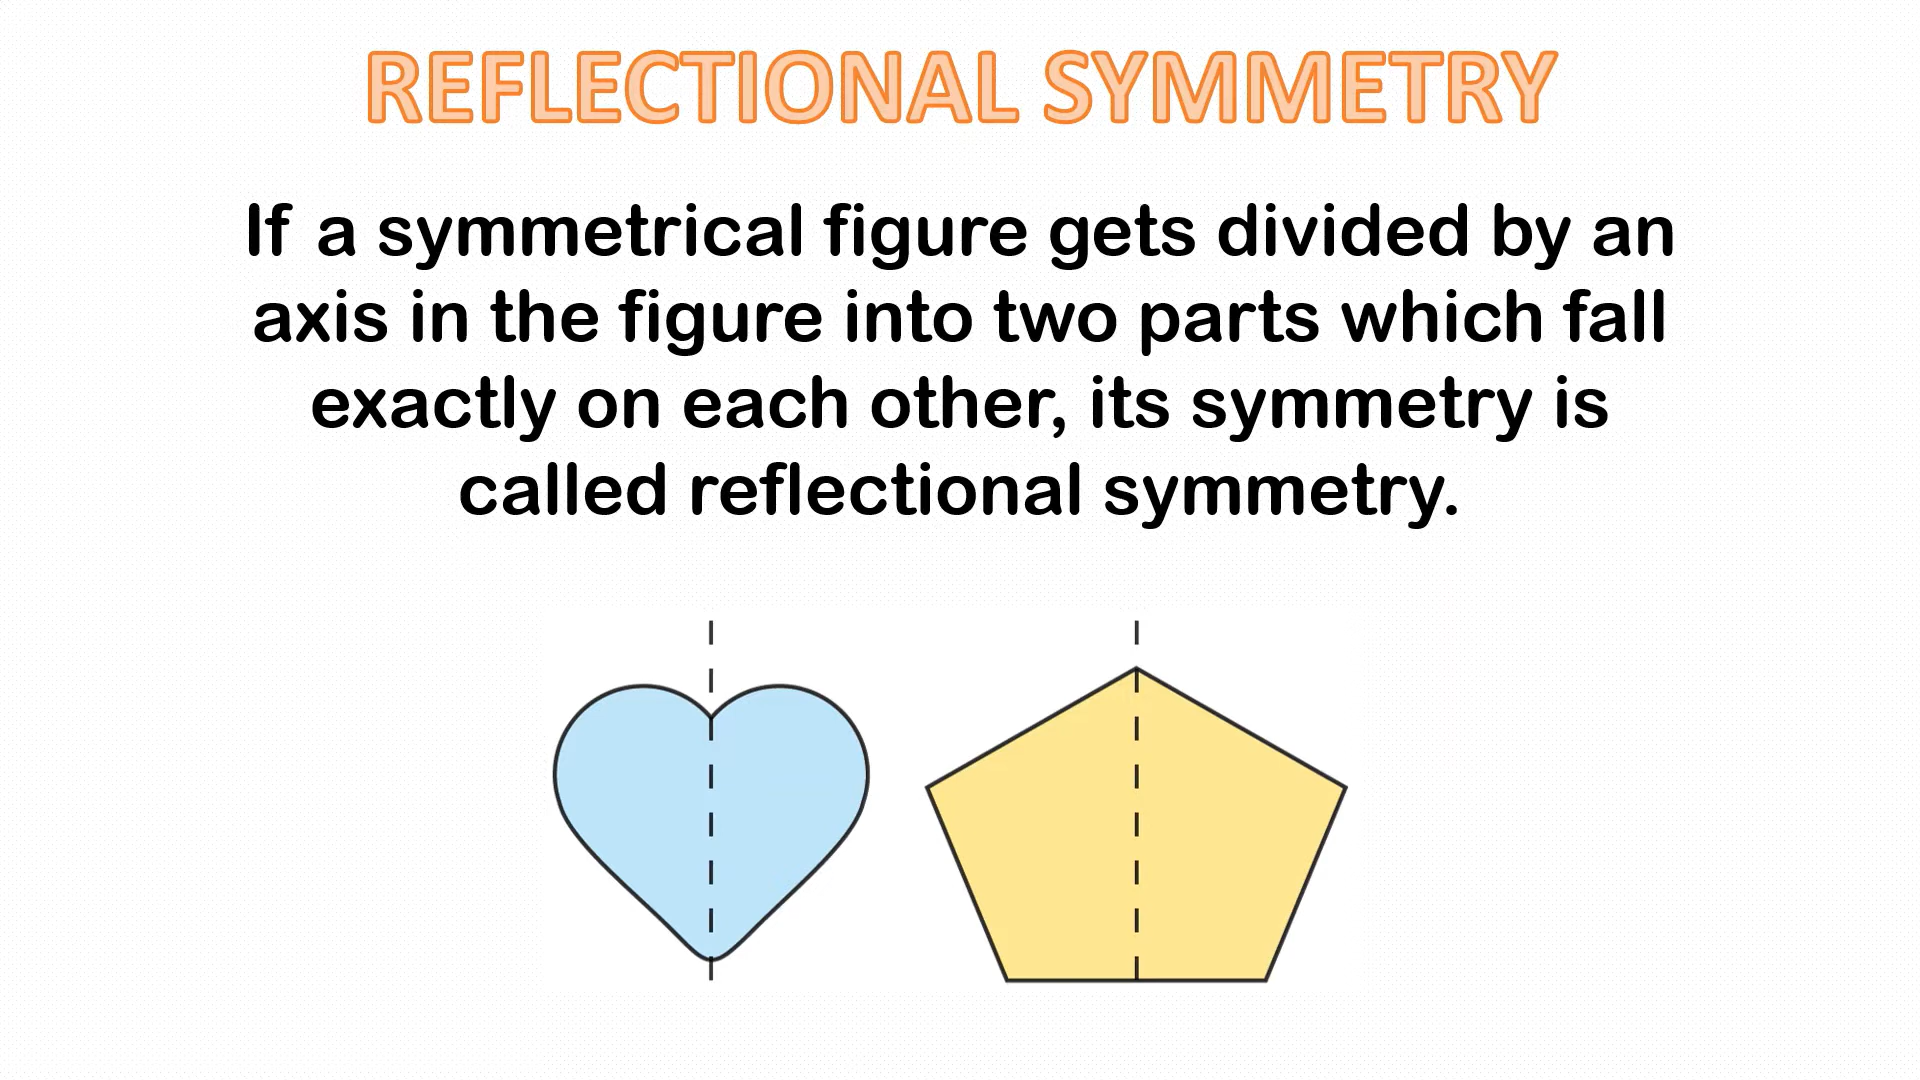 REFLECTIONAL SYMMETRY
If a symmetrical figure gets divided by an
axis in the figure into two parts which fall
exactly on each other, its symmetry is
called reflectional symmetry.